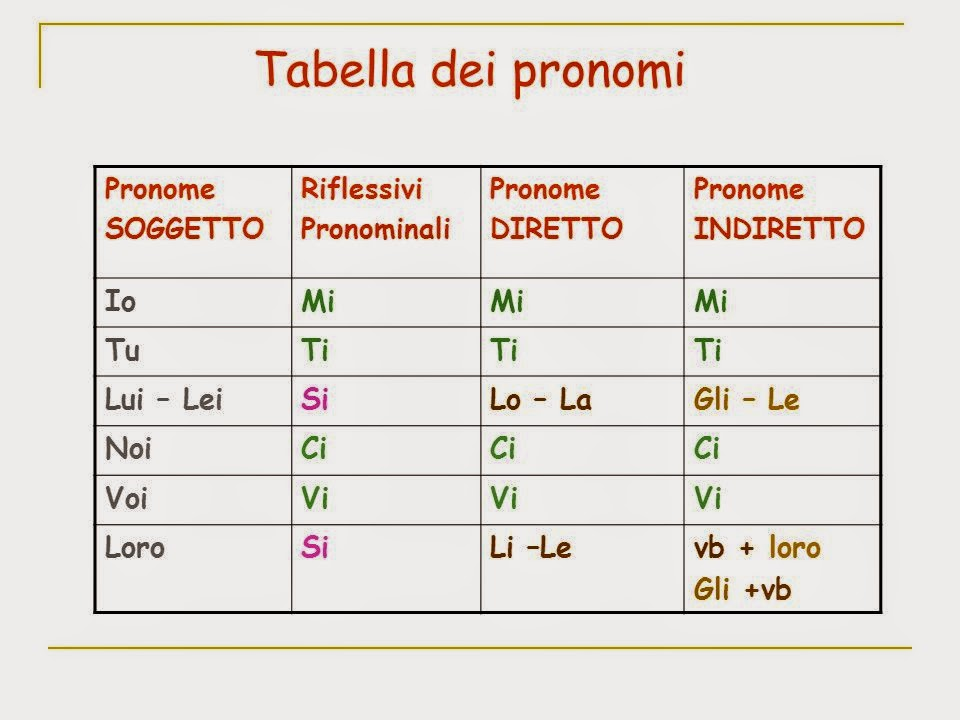 Tabella dei pronomi
Pronome Riflessivi Pronome Pronome
SOGGETTO Pronominali DIRETTO INDIRETTO
Io Mi Mi Mi
Tu Ti Ti Ti
Lui – Lei Si Lo – La Gli – Le
Noi Ci Ci Ci
Voi Vi Vi Vi
Loro Si Li –Le vb + loro
Gli +vb